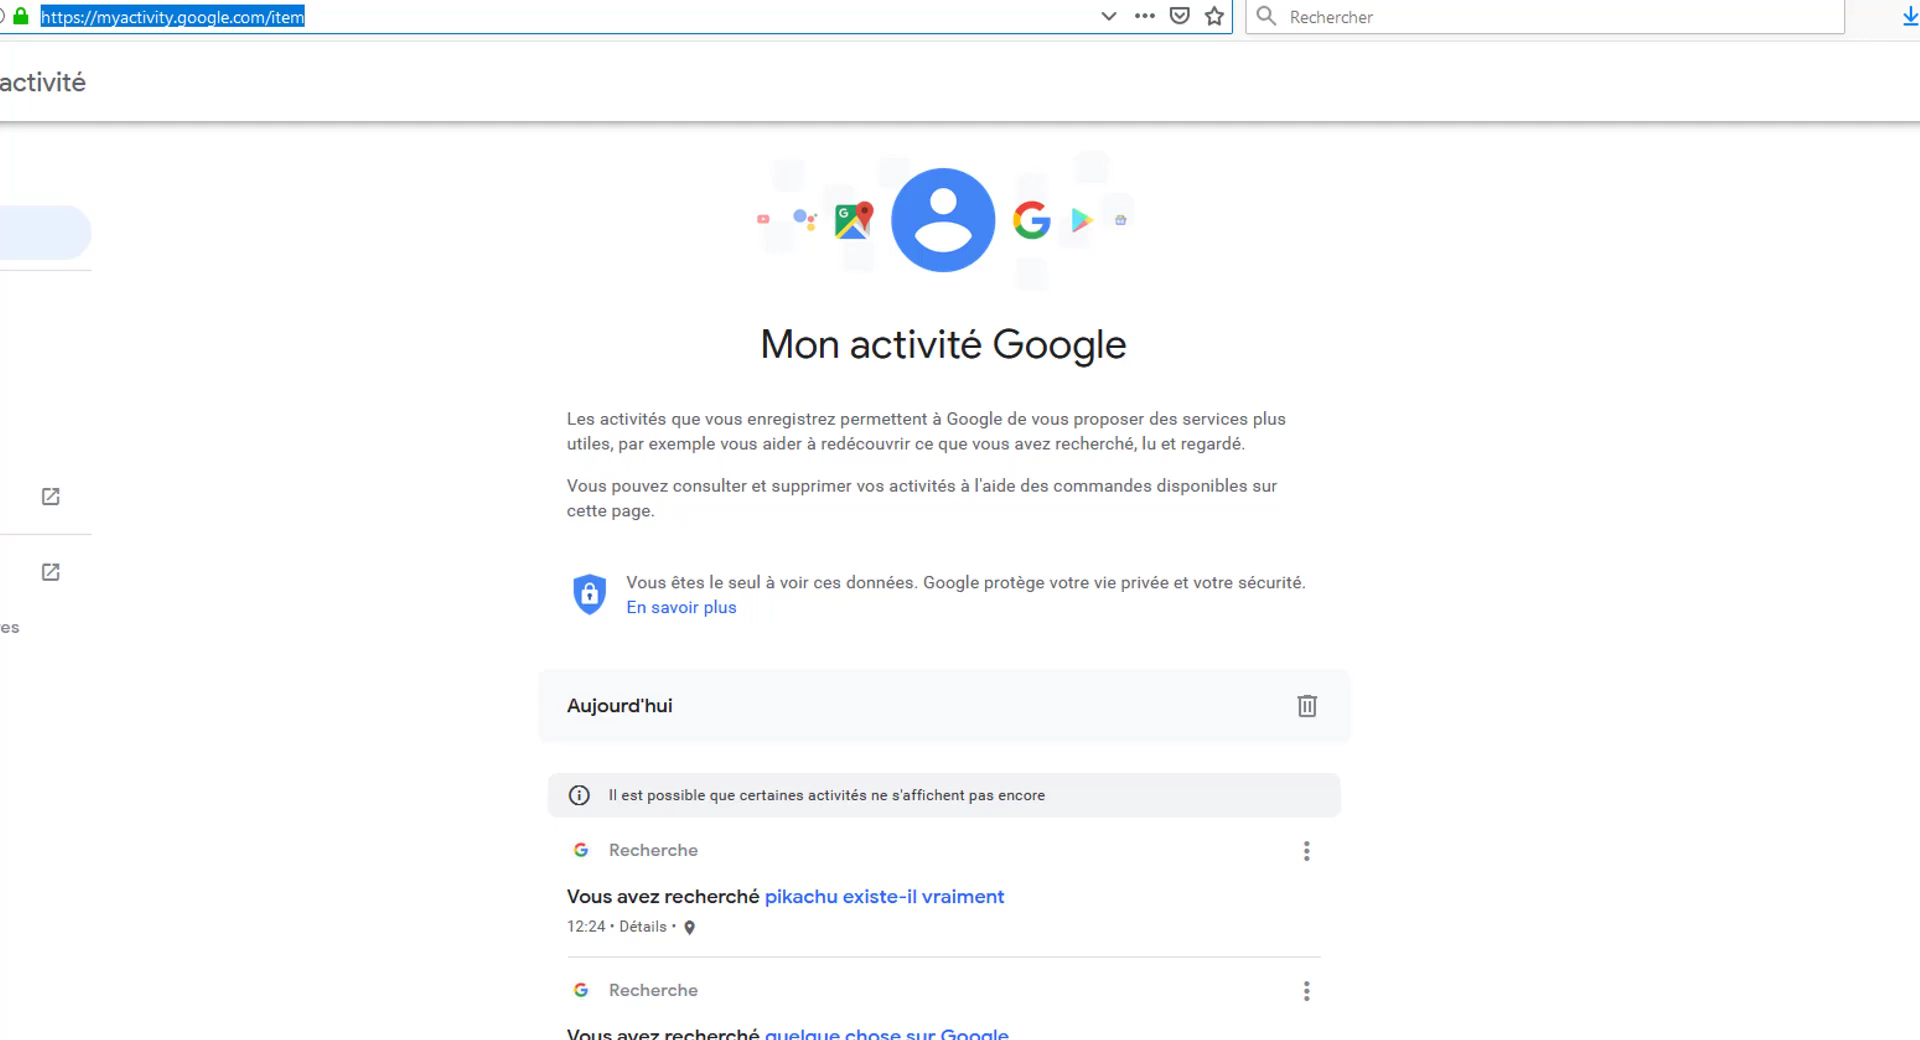 https://myactivity.google.com/item
Rechercher
activité
Mon activité Google
Les activités que vous enregistrez permettent à Google de vous proposer des services plus
utiles, par exemple vous aider à redécouvrir ce que vous avez recherché, lu et regardé.
Vous pouvez consulter et supprimer vos activités à l'aide des commandes disponibles sur
cette page.
Vous êtes le seul à voir ces données. Google protège votre vie privée et votre sécurité.
En savoir plus
es
Aujourd'hui
Il est possible que certaines activités ne s'affichent pas encore
Recherche
Vous avez recherché pikachu existe-il vraiment
12:24 • Détails •
Recherche
Vous avez recherché quelque chose sur Google